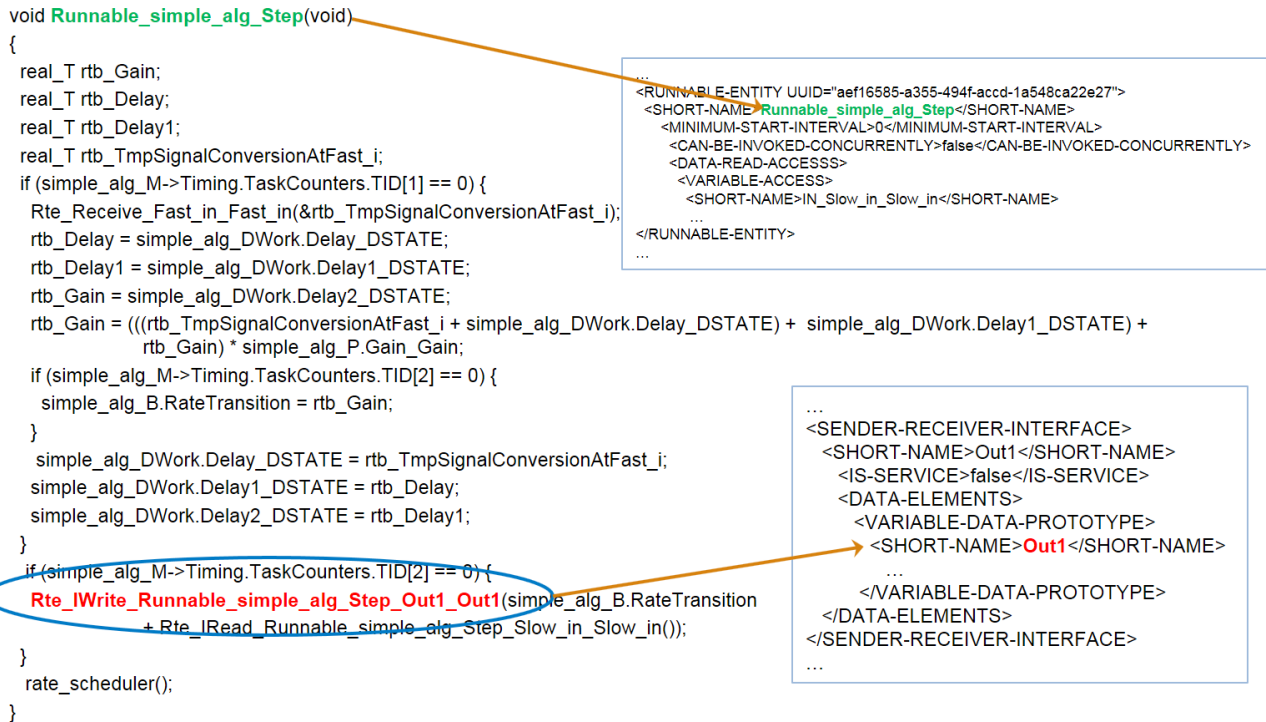 void Runnable_simple_alg_Step(void)
{
real_T rtb_Gain;
real_T rtb_Delay;
real_T rtb_Delay1;
real_T rtb_TmpSignalConversionAtFast_i;
if (simple_alg_M->Timing.TaskCounters.TID[1] == 0) {
Rte_Receive_Fast_in_Fast_in(&rtb_TmpSignalConversionAtFast_i);
rtb_Delay = simple_alg_DWork.Delay_DSTATE;
rtb_Delay1 = simple_alg_DWork.Delay1_DSTATE;
rtb_Gain = simple_alg_DWork.Delay2_DSTATE;
rtb_Gain = (((rtb_TmpSignalConversionAtFast_i + simple_alg_DWork.Delay_DSTATE) + simple_alg_DWork.Delay1_DSTATE) +
rtb_Gain) * simple_alg_P.Gain_Gain;
if (simple_alg_M->Timing.TaskCounters.TID[2] == 0) {
simple_alg_B.RateTransition = rtb_Gain;
}
simple_alg_DWork.Delay_DSTATE = rtb_TmpSignalConversionAtFast_i;
simple_alg_DWork.Delay1_DSTATE = rtb_Delay;
simple_alg_DWork.Delay2_DSTATE = rtb_Delay1;
}
if (simple_alg_M->Timing.TaskCounters.TID[2] == 0) {
Rte_IWrite_Runnable_simple_alg_Step_Out1_Out1(simple_alg_B.RateTransition
+ Rte_IRead_Runnable_simple_alg_Step_Slow_in_Slow_in());
}
rate_scheduler();
}
...
<RUNNABLE-ENTITY UUID="aef16585-a355-494f-accd-1a548ca22e27">
<SHORT-NAME>Runnable_simple_alg_Step</SHORT-NAME>
<MINIMUM-START-INTERVAL>0</MINIMUM-START-INTERVAL>
<CAN-BE-INVOKED-CONCURRENTLY>false</CAN-BE-INVOKED-CONCURRENTLY>
<DATA-READ-ACCESSS>
<VARIABLE-ACCESS>
<SHORT-NAME>IN_Slow_in_Slow_in</SHORT-NAME>
...
</RUNNABLE-ENTITY>
...
...
<SENDER-RECEIVER-INTERFACE>
<SHORT-NAME>Out1</SHORT-NAME>
<IS-SERVICE>false</IS-SERVICE>
<DATA-ELEMENTS>
<VARIABLE-DATA-PROTOTYPE>
<SHORT-NAME>Out1</SHORT-NAME>
...
</VARIABLE-DATA-PROTOTYPE>
</DATA-ELEMENTS>
</SENDER-RECEIVER-INTERFACE>
...